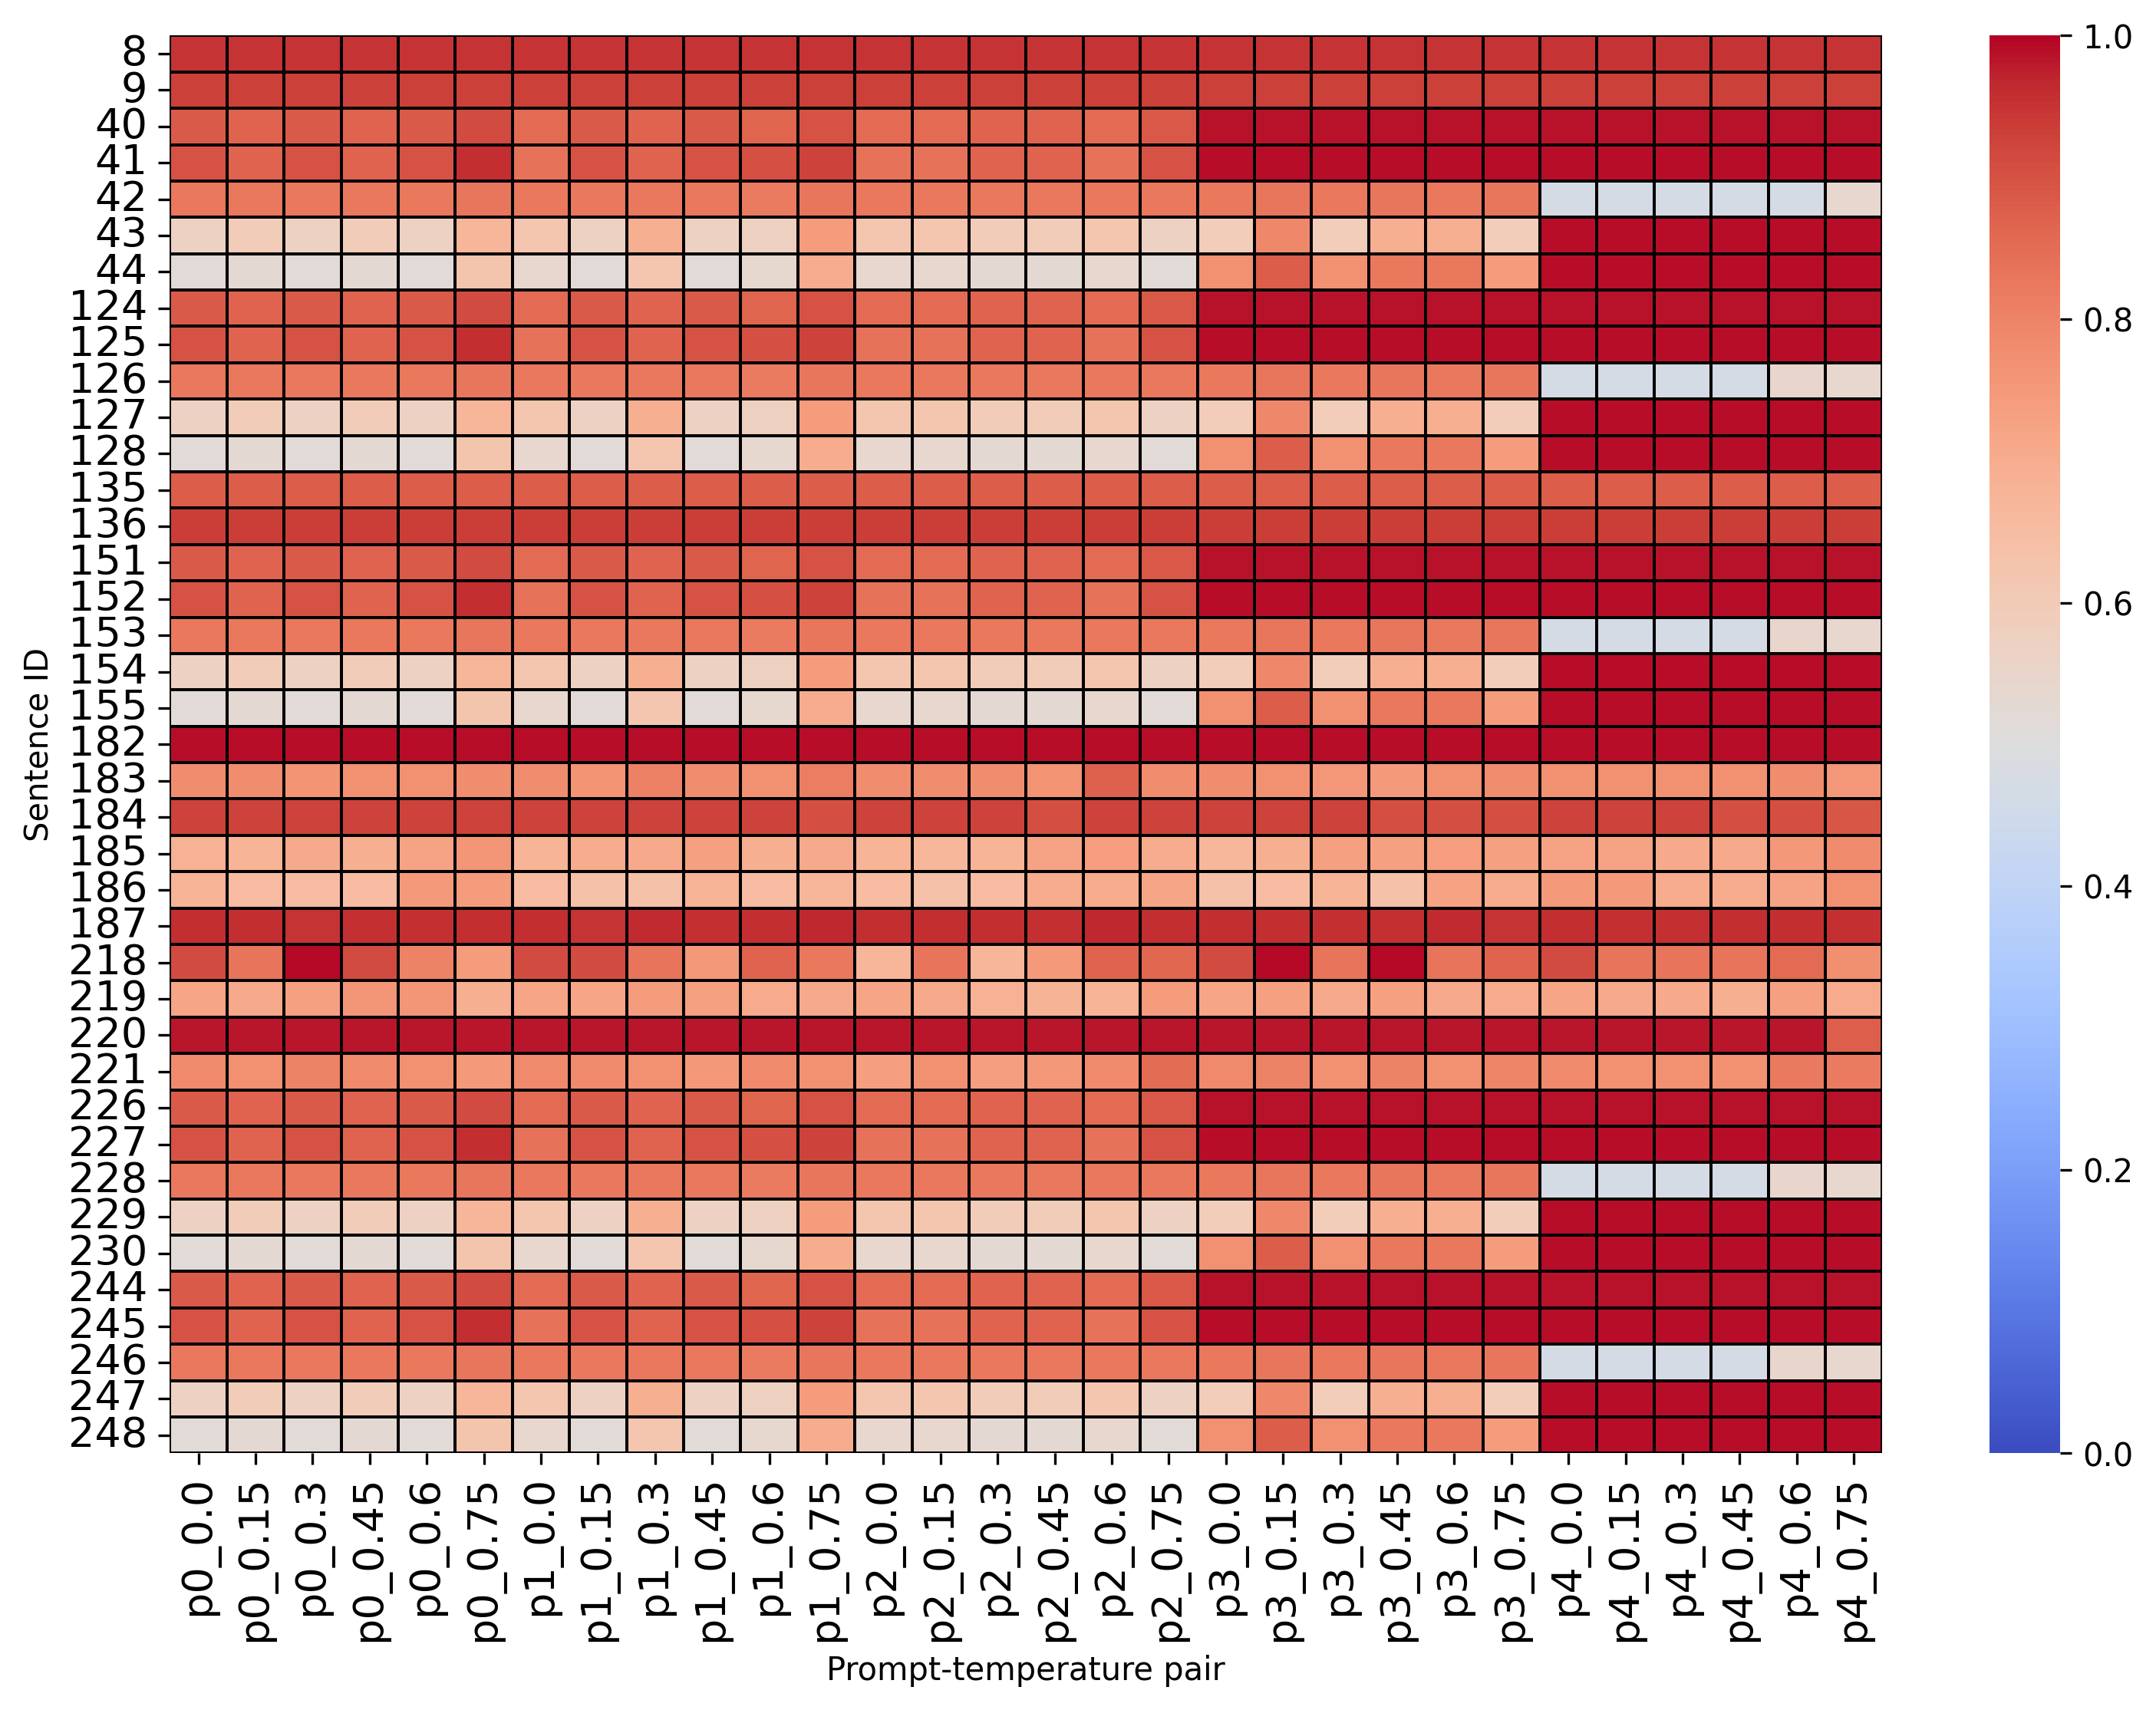 Sentence ID
8
9
40
41
42
43
44
124
125
126
127
128
135
136
151
152
153
154
155
182
183
184
185
186
187
218
219
220
221
226
227
228
229
230
244
245
246
247
248
p0_0.0
p0_0.15
p0_0.3
p0_0.45
p0_0.6
p0_0.75
p1_0.0
p1_0.15
p1_0.3
p1_0.45
p1_0.6
p1_0.75
p2_0.0
p2_0.15
p2_0.3
p2_0.45
p2_0.6
p2_0.75
p3_0.0
p3_0.15
p3_0.3
p3_0.45
p3_0.6
p3_0.75
p4_0.0
p4_0.15
p4_0.3
p4_0.45
p4_0.6
p4_0.75
Prompt-temperature pair
1.0
0.8
0.6
0.4
0.2
0.0